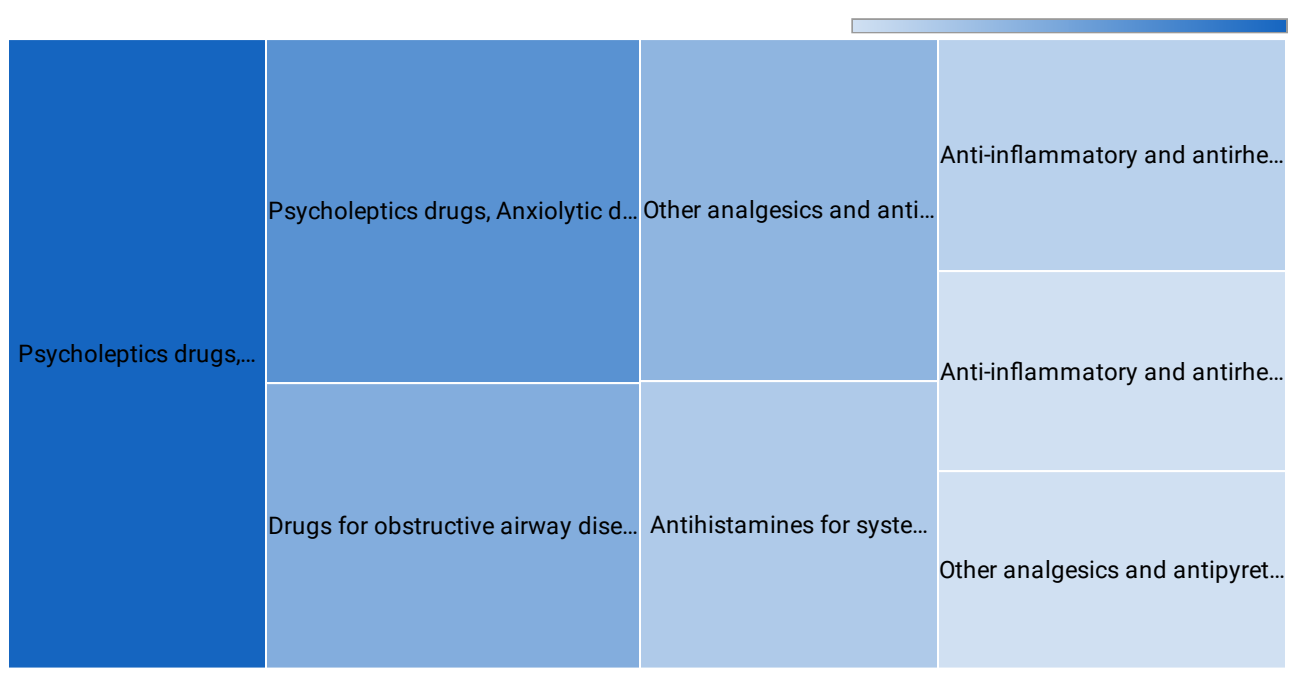 Psycholeptics drugs,...
Psycholeptics drugs, Anxiolytic d...
Drugs for obstructive airway dise...
Other analgesics and anti...
Antihistamines for syste...
Anti-inflammatory and antirhe...
Anti-inflammatory and antirhe...
Other analgesics and antipyret...